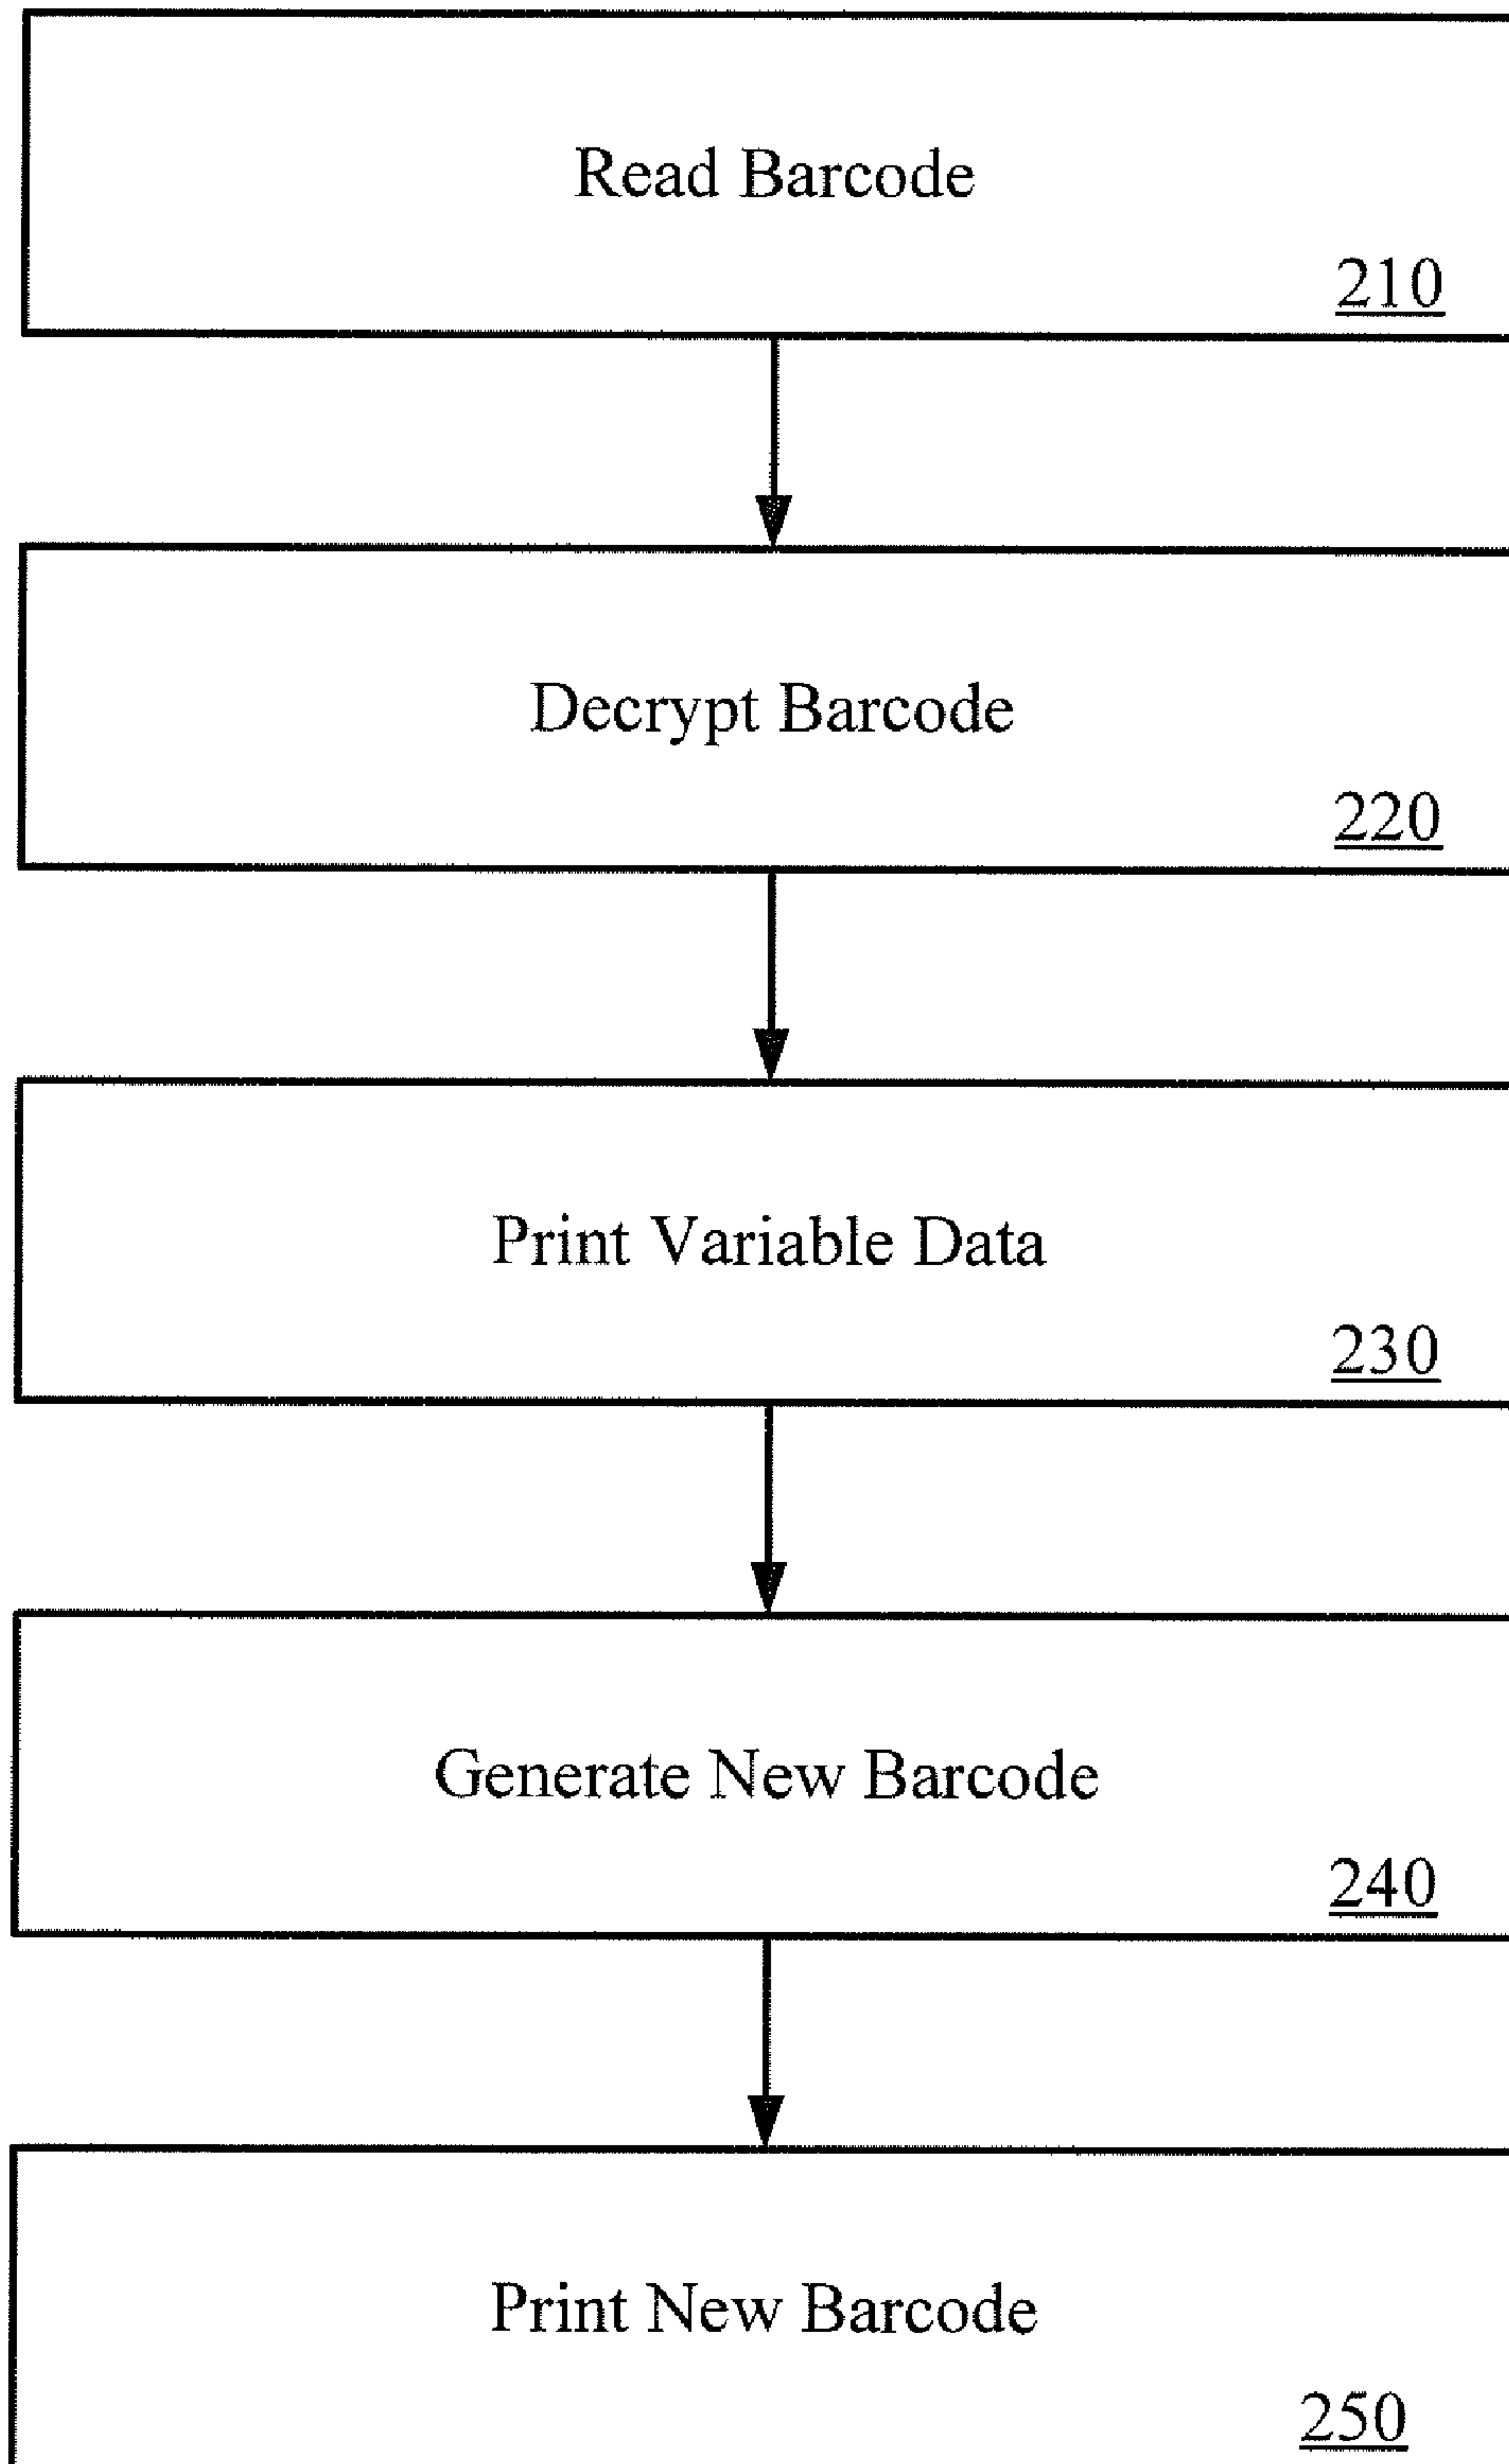 Read Barcode
210
Decrypt Barcode
220
Print Variable Data
230
Generate New Barcode
240
Print New Barcode
250